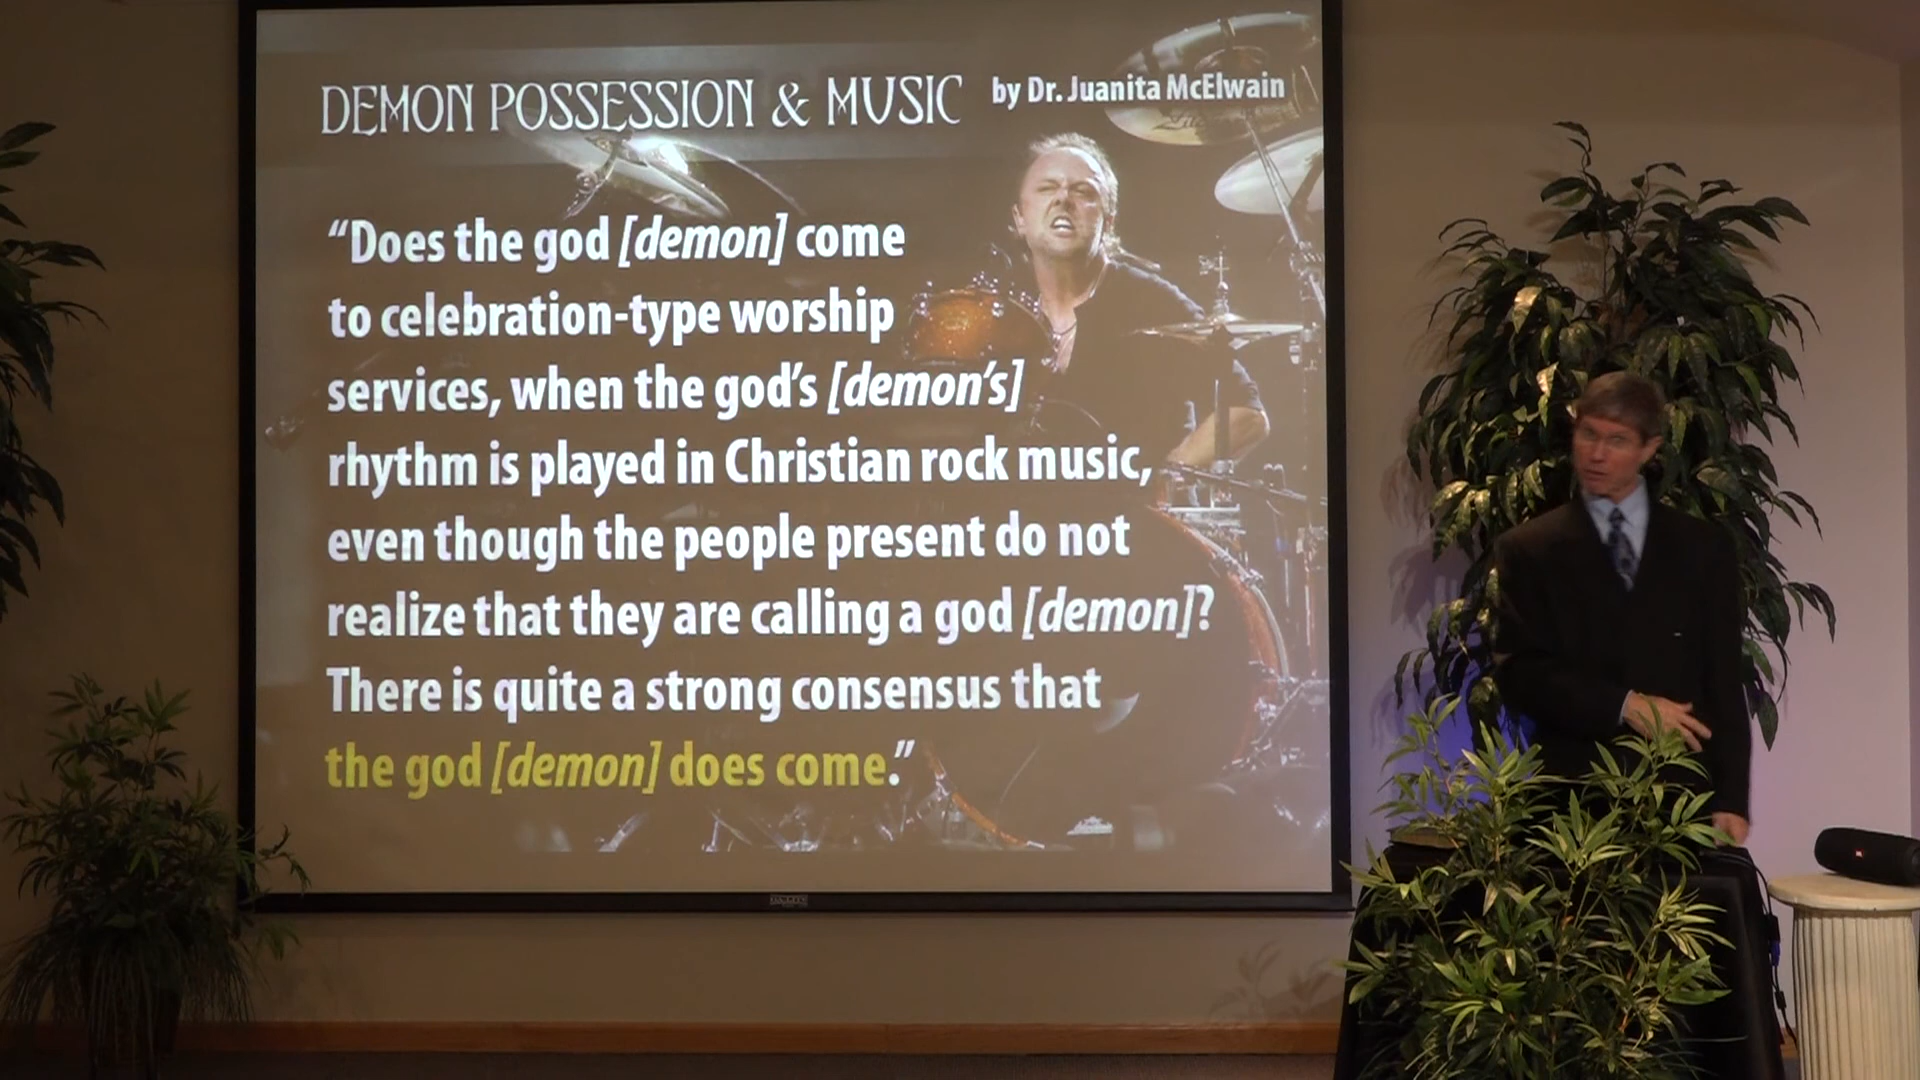 DEMON POSSESSION & MUSIC by Dr. Juanita McElwain
“Does the god [demon] come
to celebration-type worship
services, when the god’s [demon’s]
rhythm is played in Christian rock music,
even though the people present do not
realize that they are calling a god [demon]?
There is quite a strong consensus that
the god [demon] does come.”